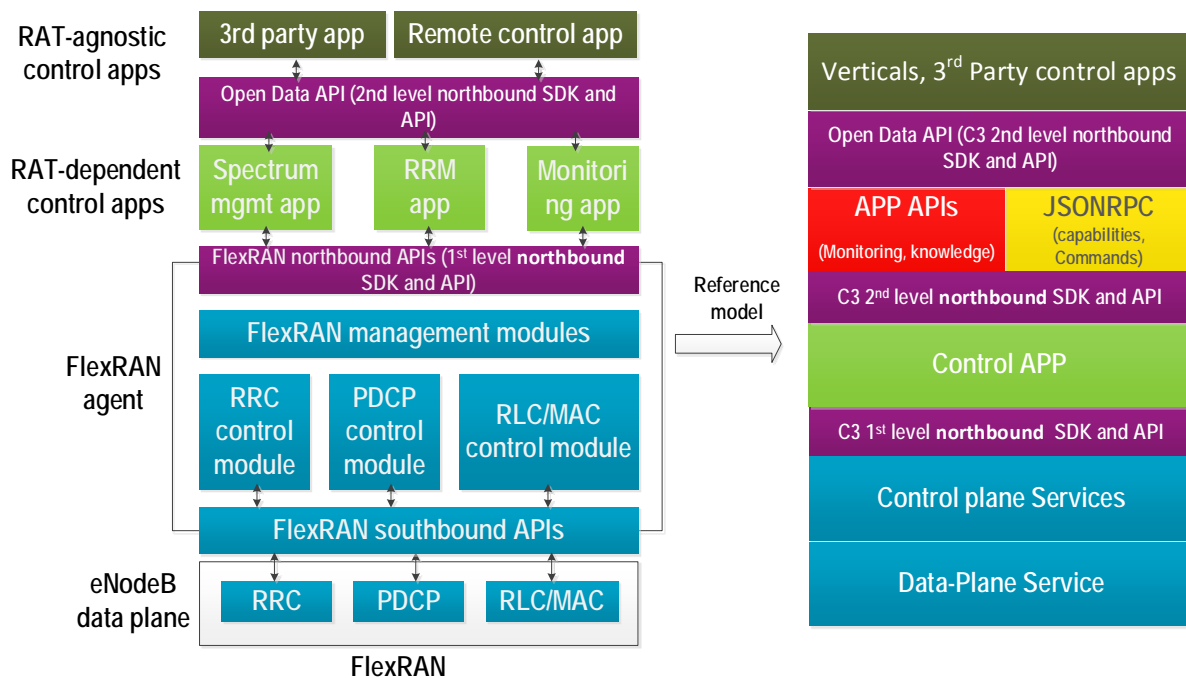 RAT-agnostic
control apps
3rd party app
Remote control app
Open Data API (2nd level northbound SDK and
API)
RAT-dependent
control apps
Spectrum
mgmt app
RRM
app
Monitori
ng app
FlexRAN northbound APIs (1st level northbound
SDK and API)
FlexRAN
agent
FlexRAN management modules
RRC
control
module
PDCP
control
module
RLC/MAC
control module
FlexRAN southbound APIs
eNodeB
data plane
RRC
PDCP
RLC/MAC
FlexRAN
Reference
model
Verticals, 3rd Party control apps
Open Data API (C3 2nd level northbound
SDK and API)
APP APIs
(Monitoring, knowledge)
JSONRPC
(capabilities,
Commands)
C3 2nd level northbound SDK and API
Control APP
C3 1st level northbound SDK and API
Control plane Services
Data-Plane Service